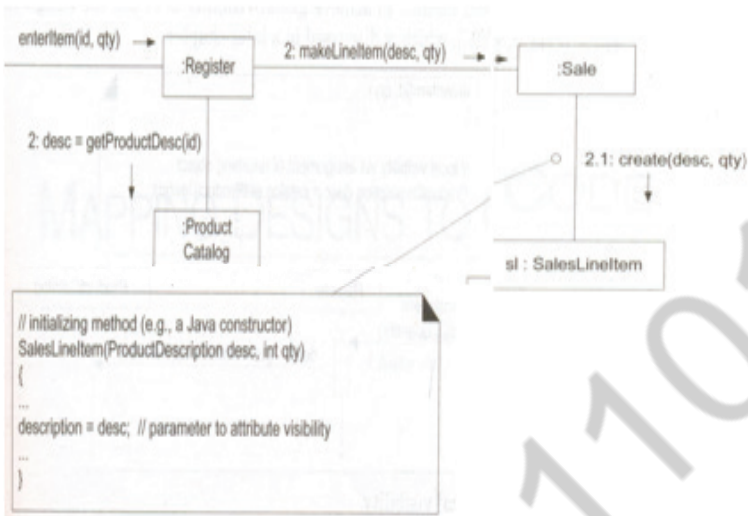 enterItem(id, qty)
:Register
2: makeLineItem(desc, qty)
:Sale
2: desc = getProductDesc(id)
2.1: create(desc, qty)
:Product
Catalog
sl : SalesLineItem
// initializing method (e.g., a Java constructor)
SalesLineItem(ProductDescription desc, int qty)
{
...
description = desc; // parameter to attribute visibility
...
}
110